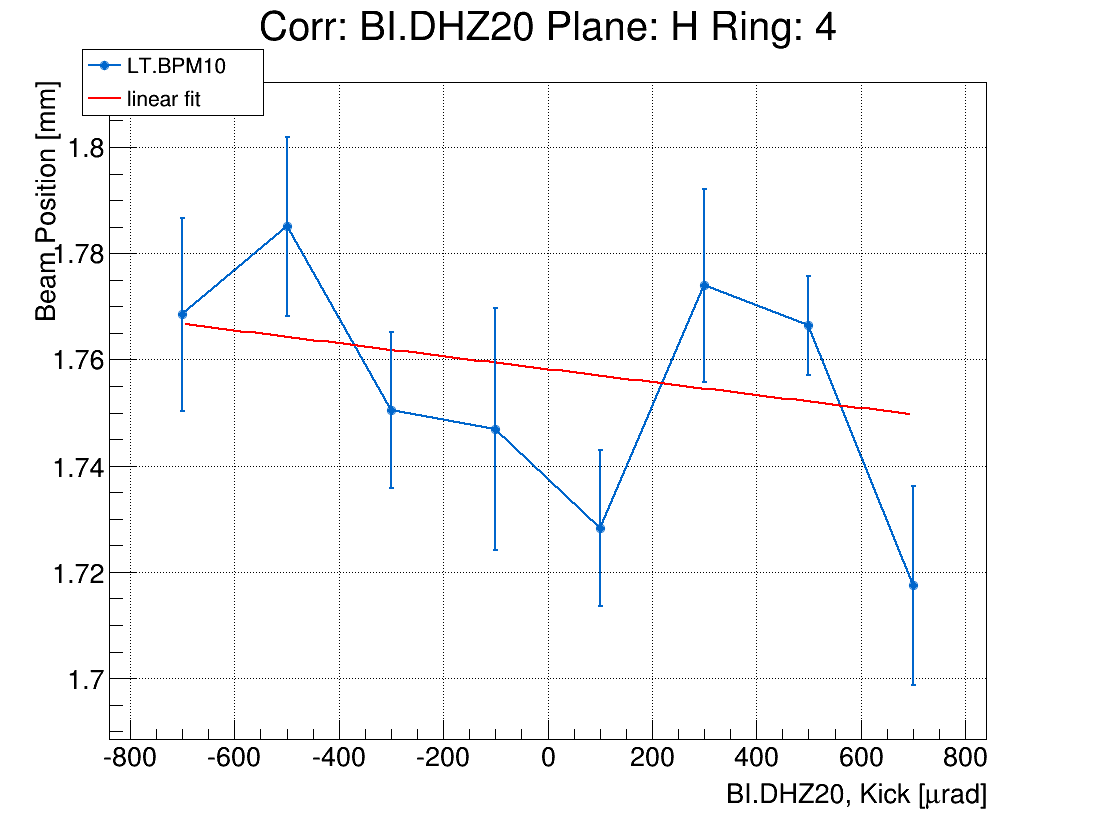 Corr: BI.DHZ20 Plane: H Ring: 4
LT.BPM10
linear fit
Beam Position [mm]
1.8
1.78
1.76
1.74
1.72
1.7
-800 -600 -400 -200 0 200 400 600 800
BI.DHZ20, Kick [μrad]